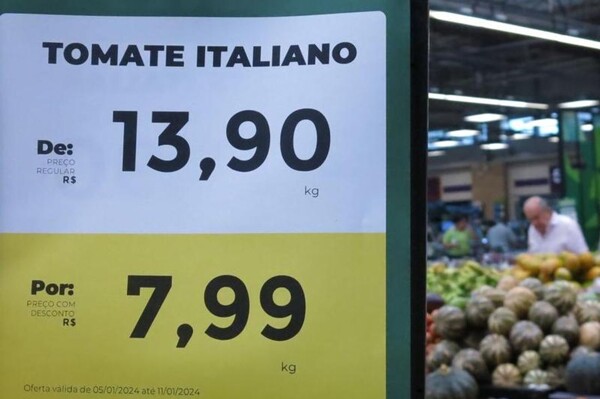 TOMATE ITALIANO
De:
PREÇO
REGULAR
R$
13,90
kg
Por:
PREÇO COM
DESCONTO
R$
7,99
kg
Oferta válida de 05/01/2024 até 11/01/2024